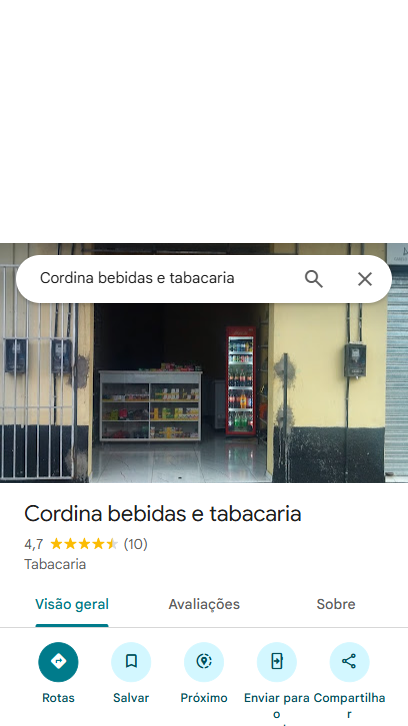 Cordina bebidas e tabacaria
Cordina bebidas e tabacaria
4,7 (10)
Tabacaria
Visão geral Avaliações Sobre
Rotas Salvar Próximo Enviar para o Compartilhar